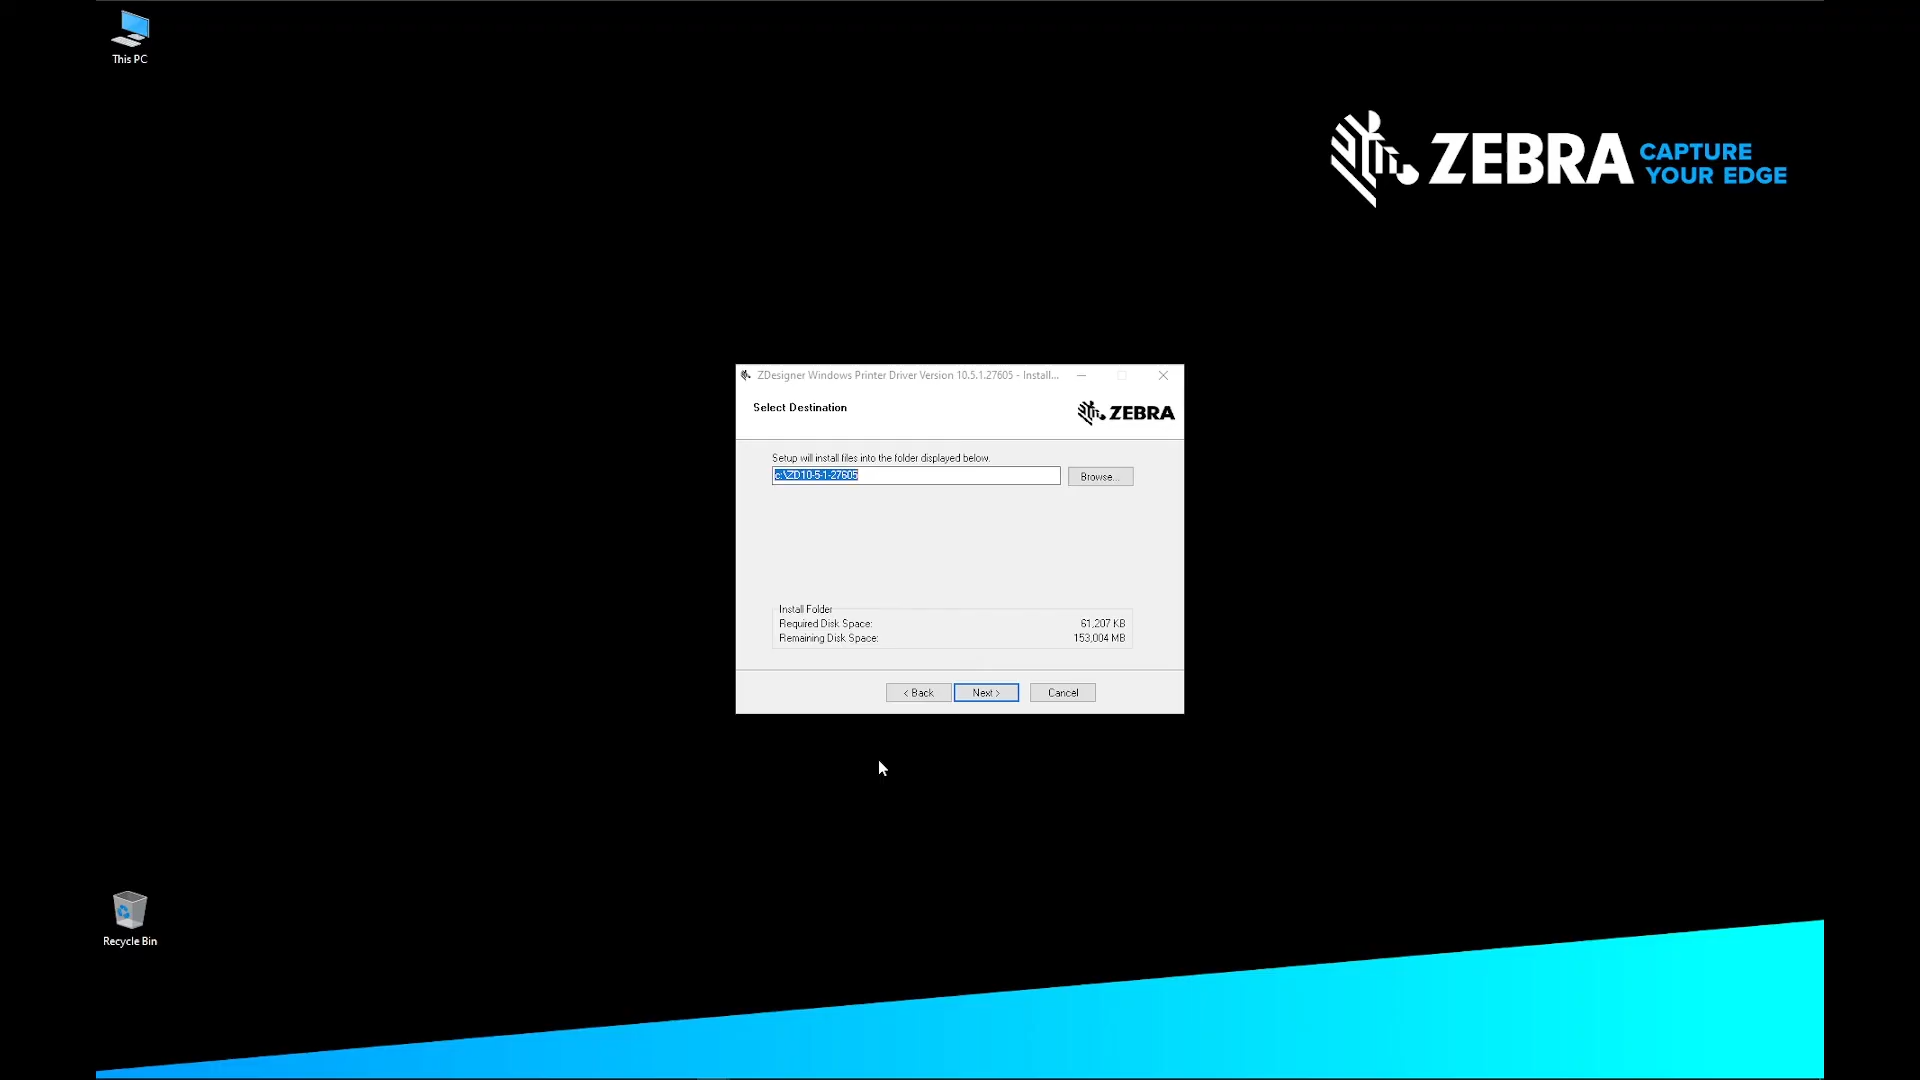 This PC
ZEBRA CAPTURE
YOUR EDGE
ZDesigner Windows Printer Driver Version 10.5.1.27605 - Install...
Select Destination
ZEBRA
Setup will install files into the folder displayed below.
c:\ZD10-5-1-27605
Browse...
Install Folder
Required Disk Space: 61,207 KB
Remaining Disk Space: 153,004 MB
< Back Next > Cancel
Recycle Bin